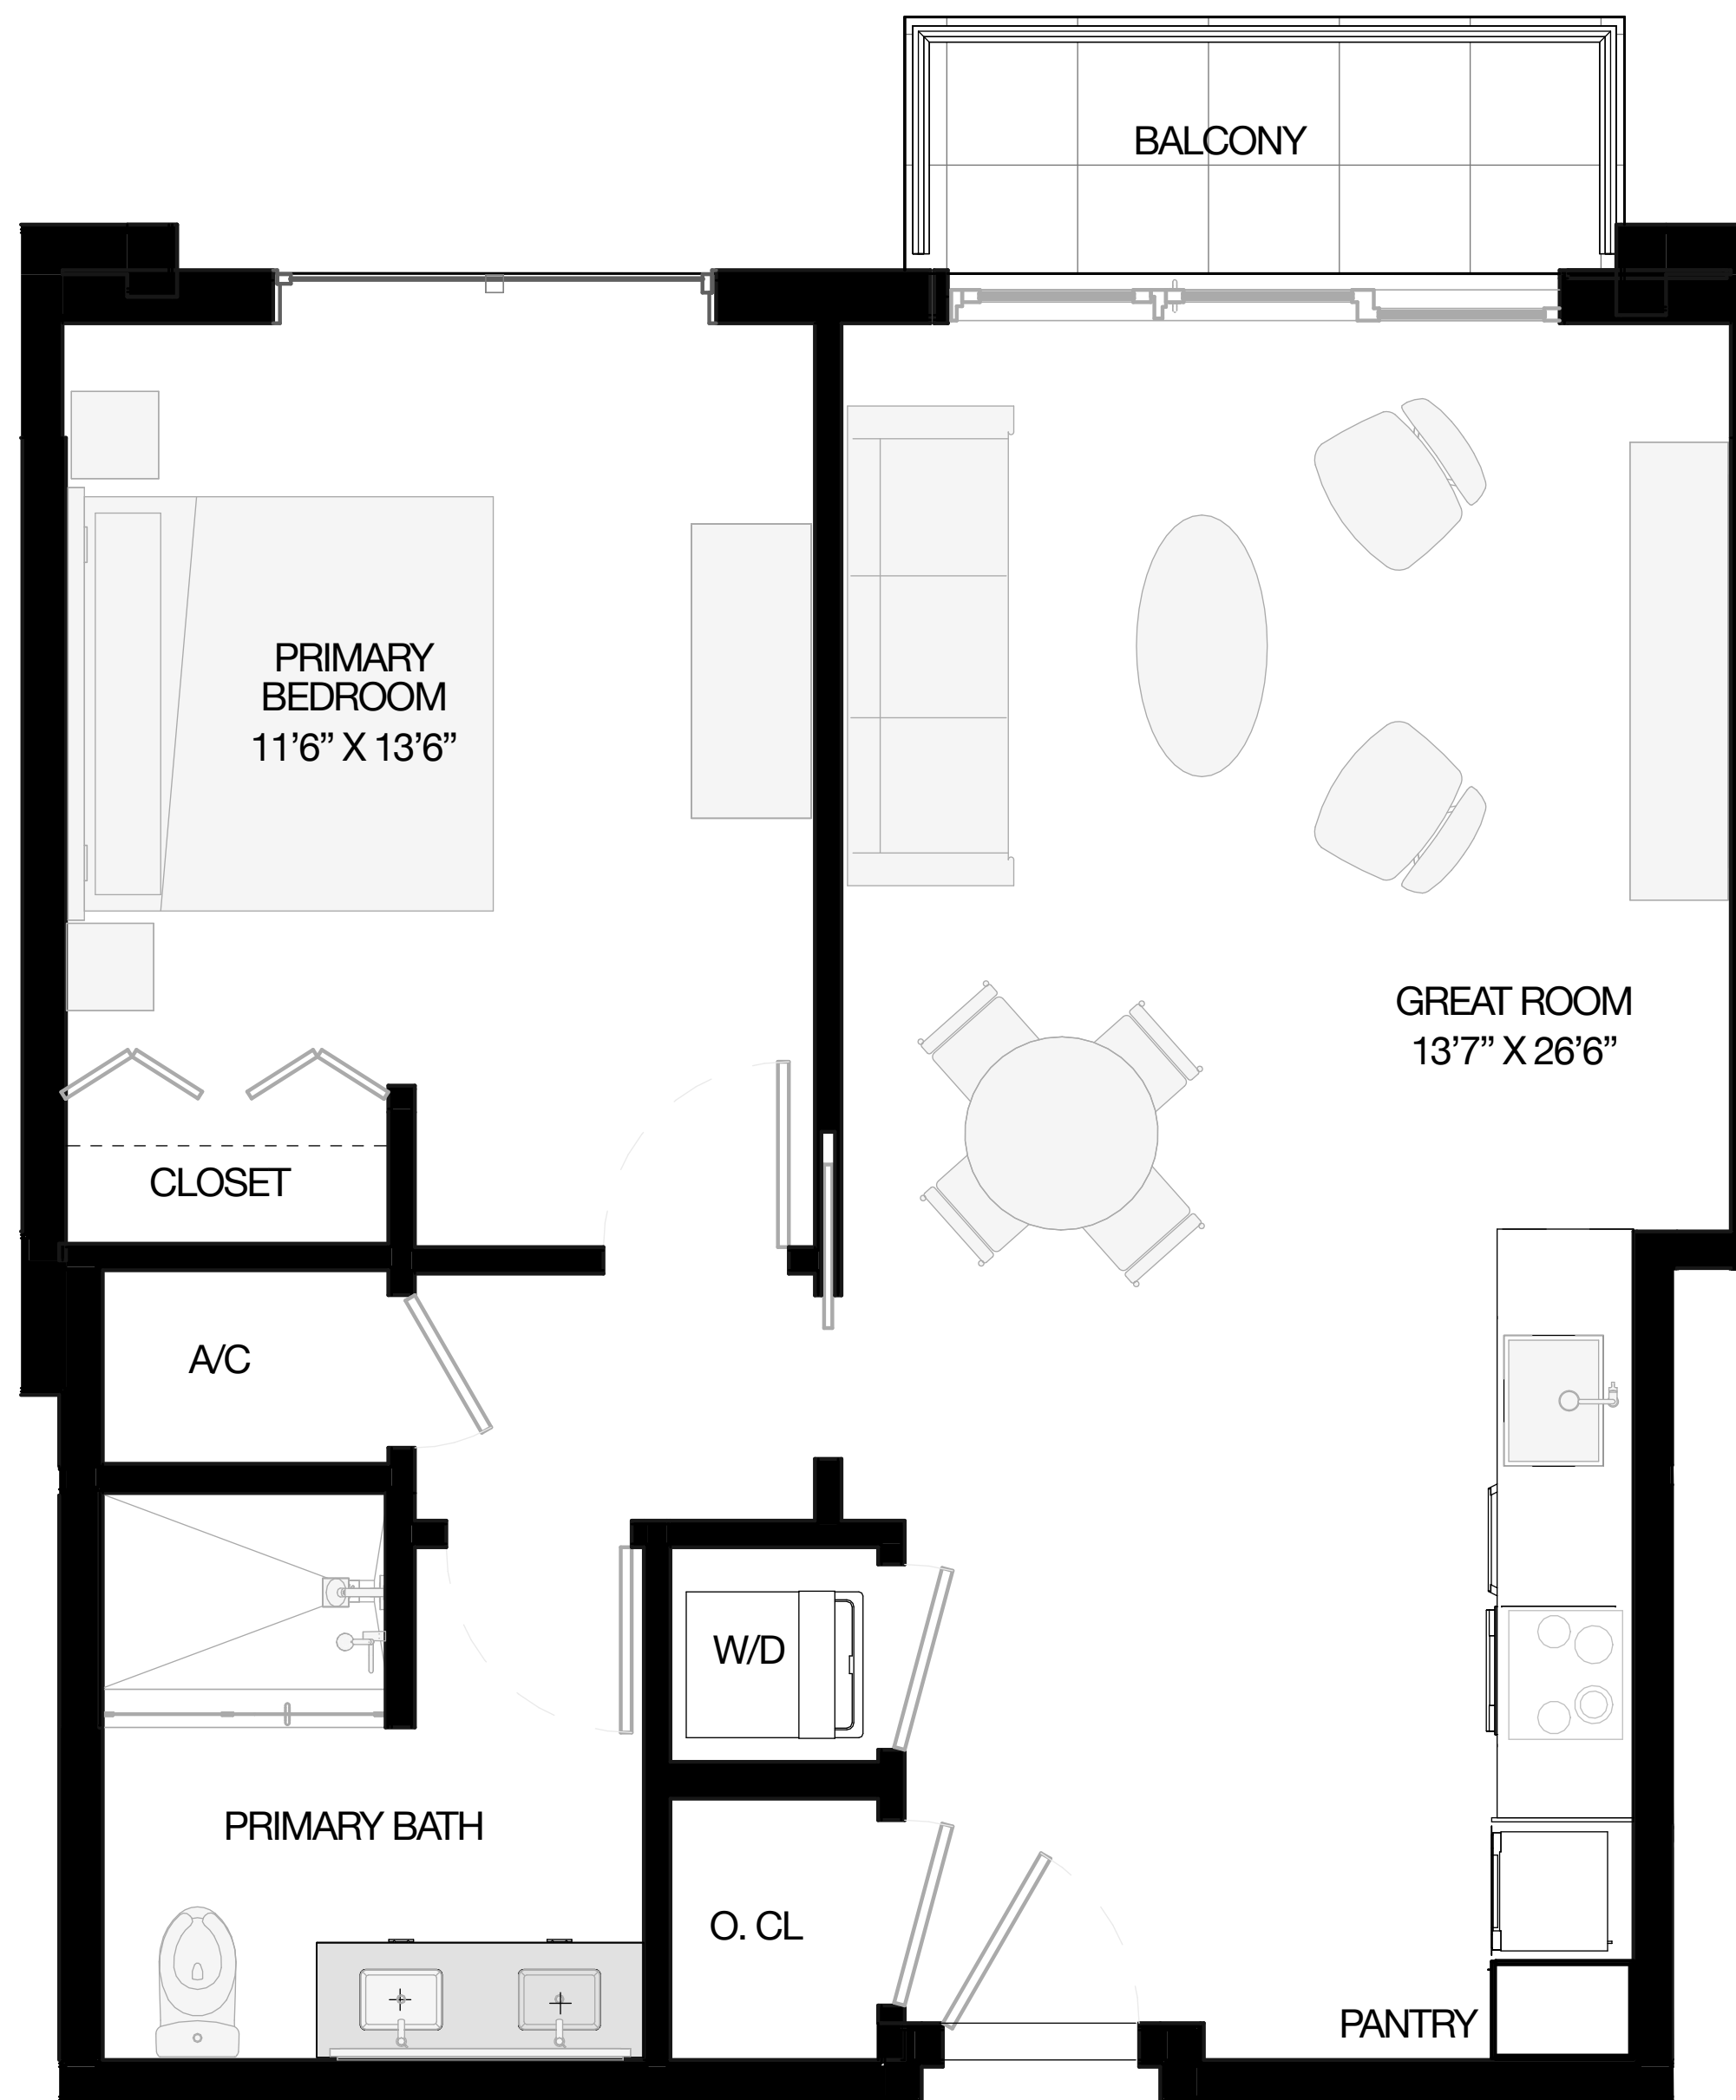 BALCONY
PRIMARY
BEDROOM
11’6” X 13’6”
GREAT ROOM
13’7” X 26’6”
CLOSET
A/C
W/D
PRIMARY BATH
O. CL
PANTRY